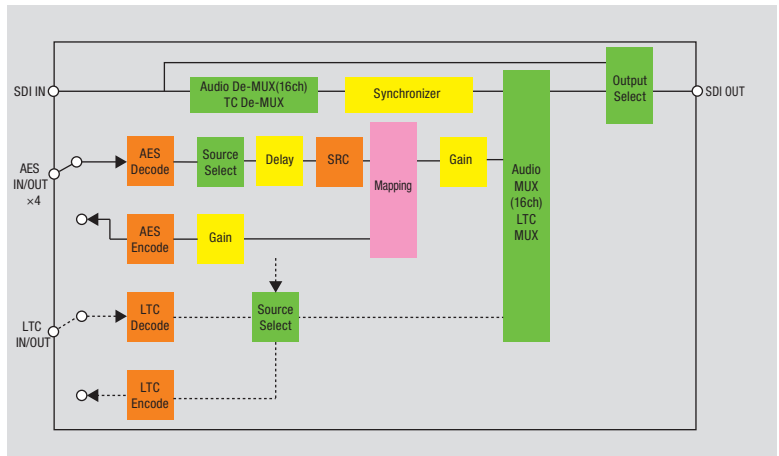 SDI IN
Audio De-MUX(16ch)
TC De-MUX
Synchronizer
Output
Select
SDI OUT
AES
IN/OUT
×4
AES
Decode
Source
Select
Delay
SRC
Mapping
Gain
Audio
MUX
(16ch)
LTC
MUX
AES
Encode
Gain
LTC
IN/OUT
LTC
Decode
Source
Select
LTC
Encode